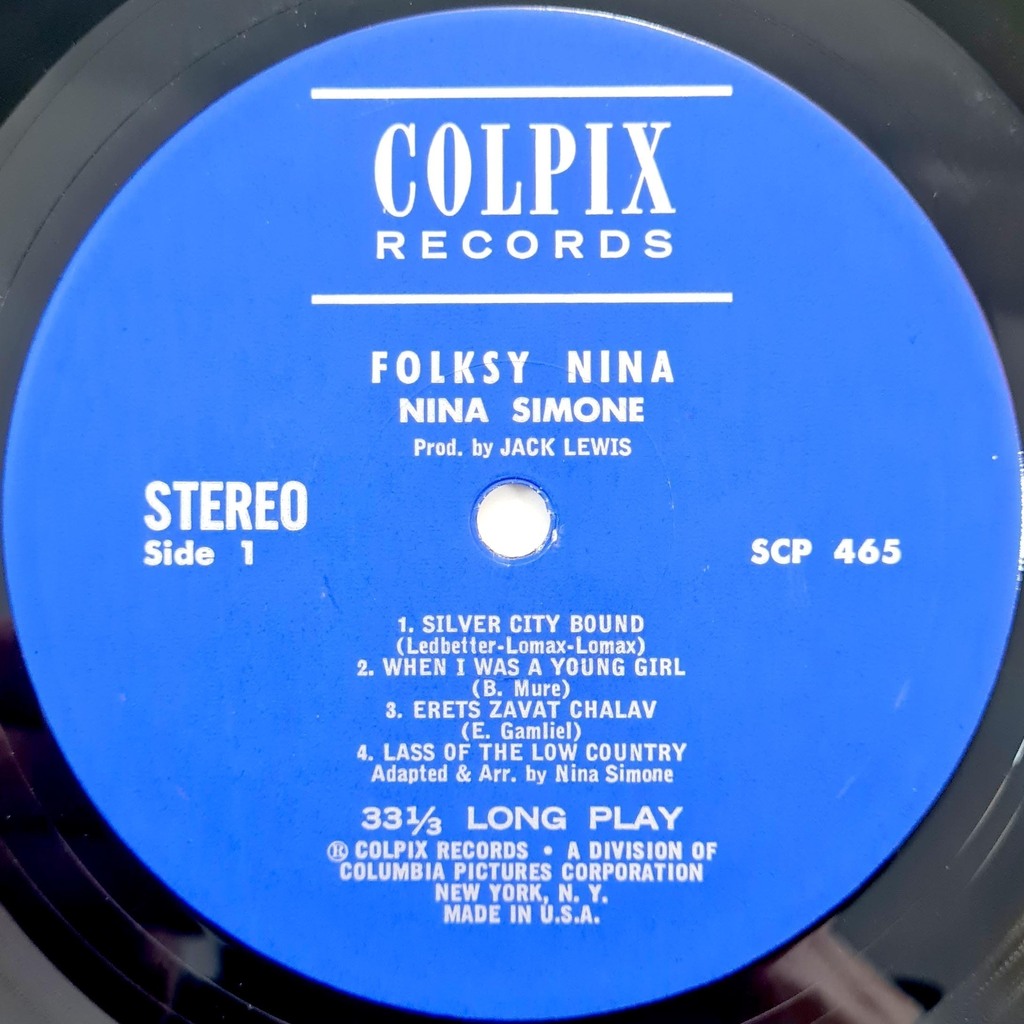 COLPIX
RECORDS
FOLKSY NINA
NINA SIMONE
Prod. by JACK LEWIS
STEREO
Side 1
SCP 465
1. SILVER CITY BOUND
(Ledbetter-Lomax-Lomax)
2. WHEN I WAS A YOUNG GIRL
(B. Mure)
3. ERETS ZAVAT CHALAV
(E. Gamliel)
4. LASS OF THE LOW COUNTRY
Adapted & Arr. by Nina Simone
33⅓ LONG PLAY
® COLPIX RECORDS • A DIVISION OF
COLUMBIA PICTURES CORPORATION
NEW YORK, N. Y.
MADE IN U.S.A.